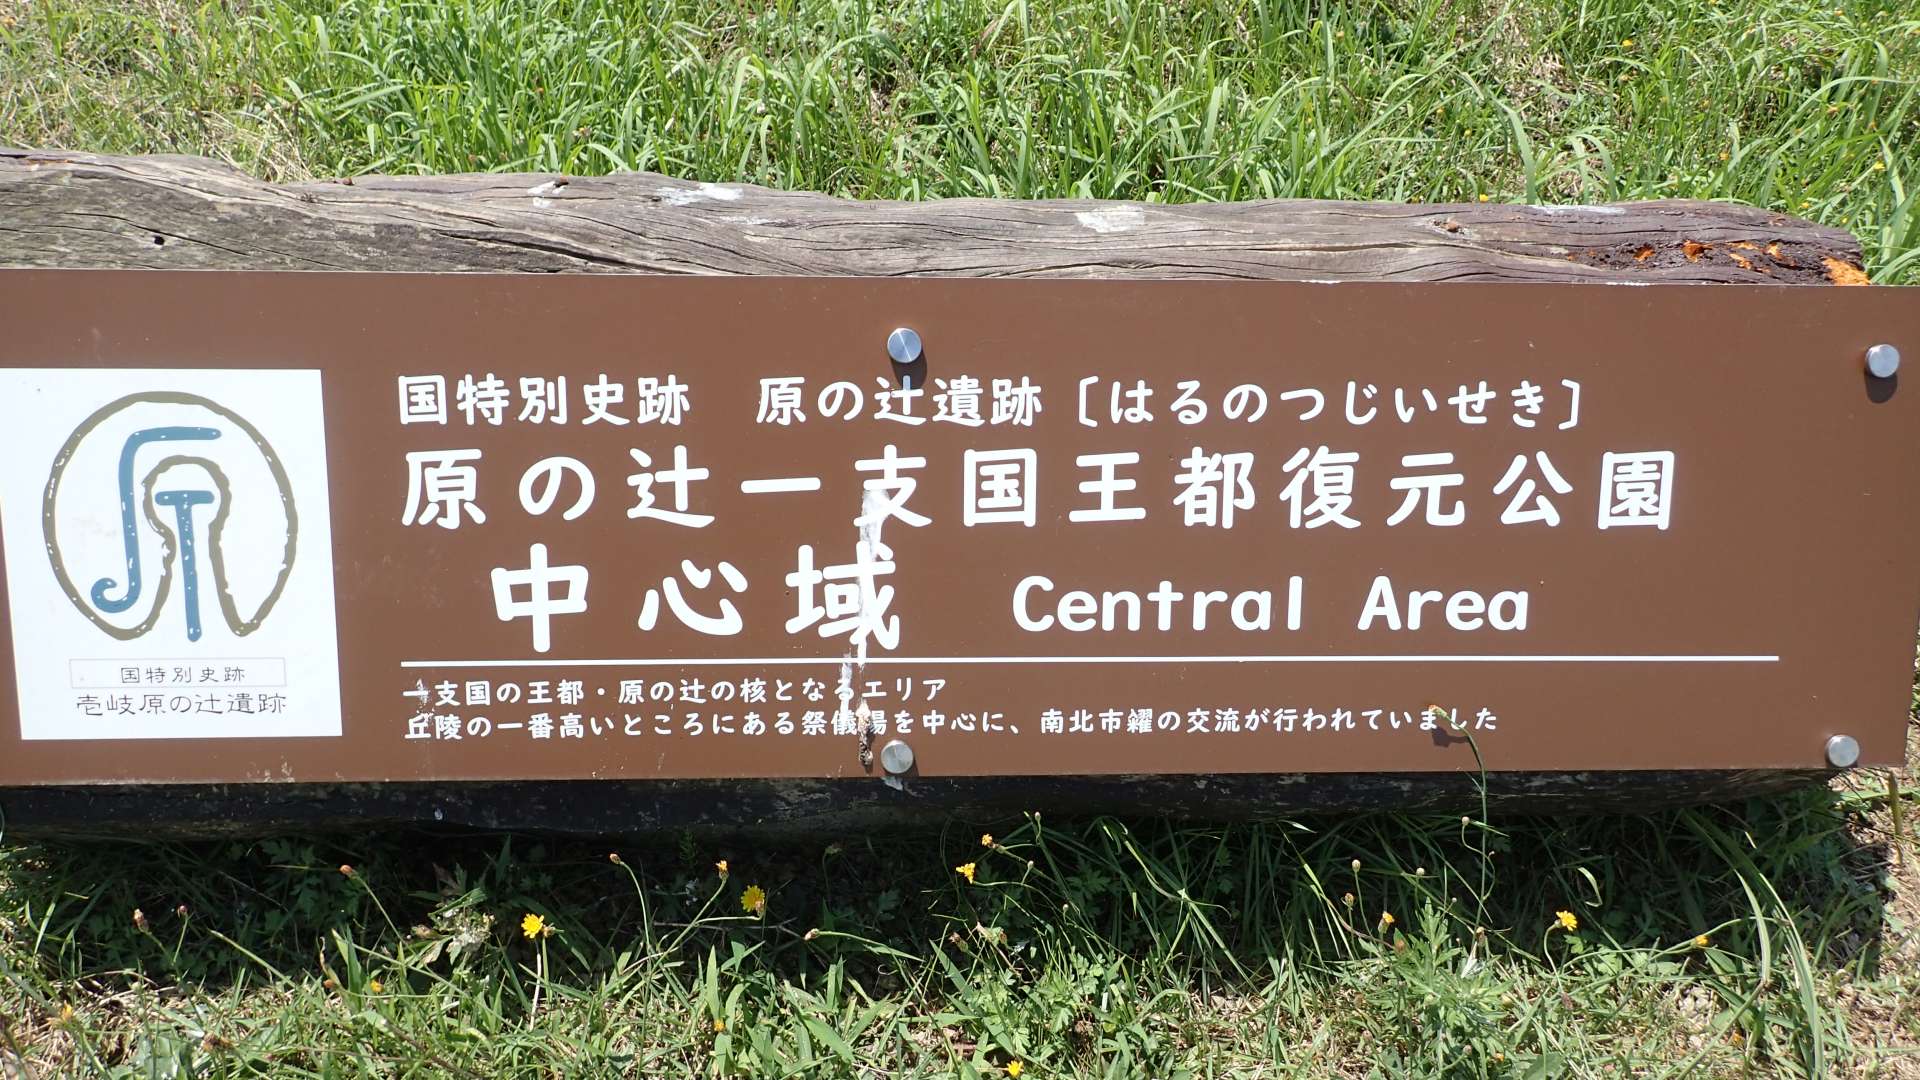 国特別史跡　原の辻遺跡〔はるのつじいせき〕
原の辻一支国王都復元公園
中心域　Central Area
一支国の王都・原の辻の核となるエリア
丘陵の一番高いところにある祭儀場を中心に、南北市糴の交流が行われていました
国特別史跡
壱岐原の辻遺跡